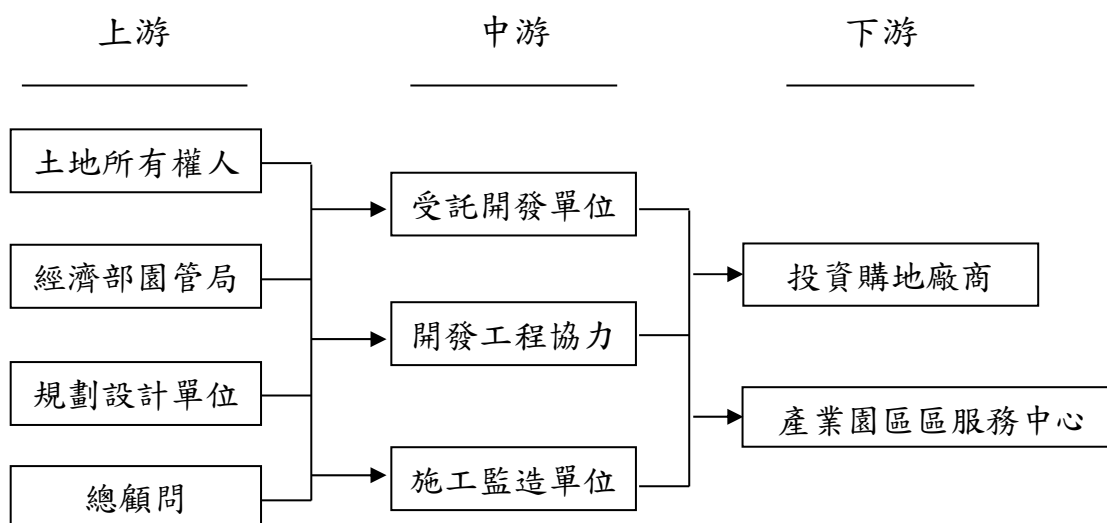 上游
中游
下游
土地所有權人
經濟部園管局
規劃設計單位
總顧問
受託開發單位
開發工程協力
施工監造單位
投資購地廠商
產業園區區服務中心